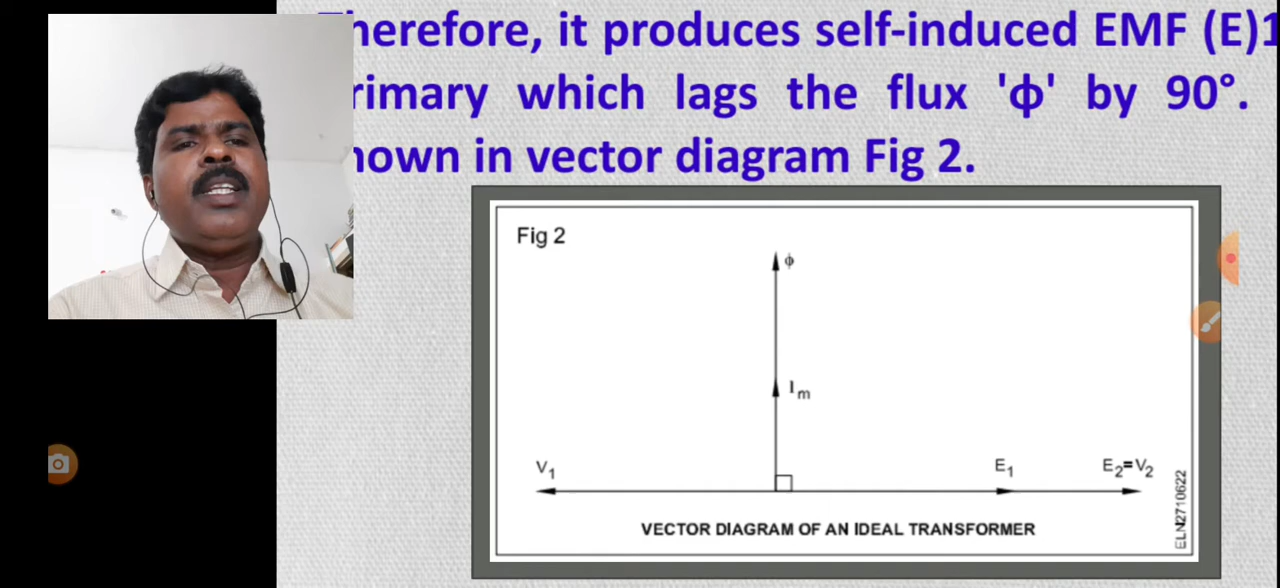 herefore, it produces self-induced EMF (E)1
rimary which lags the flux 'ф' by 90°.
hown in vector diagram Fig 2.
Fig 2
ф
Im
V1
E1
E2=V2
VECTOR DIAGRAM OF AN IDEAL TRANSFORMER
ELN2710622